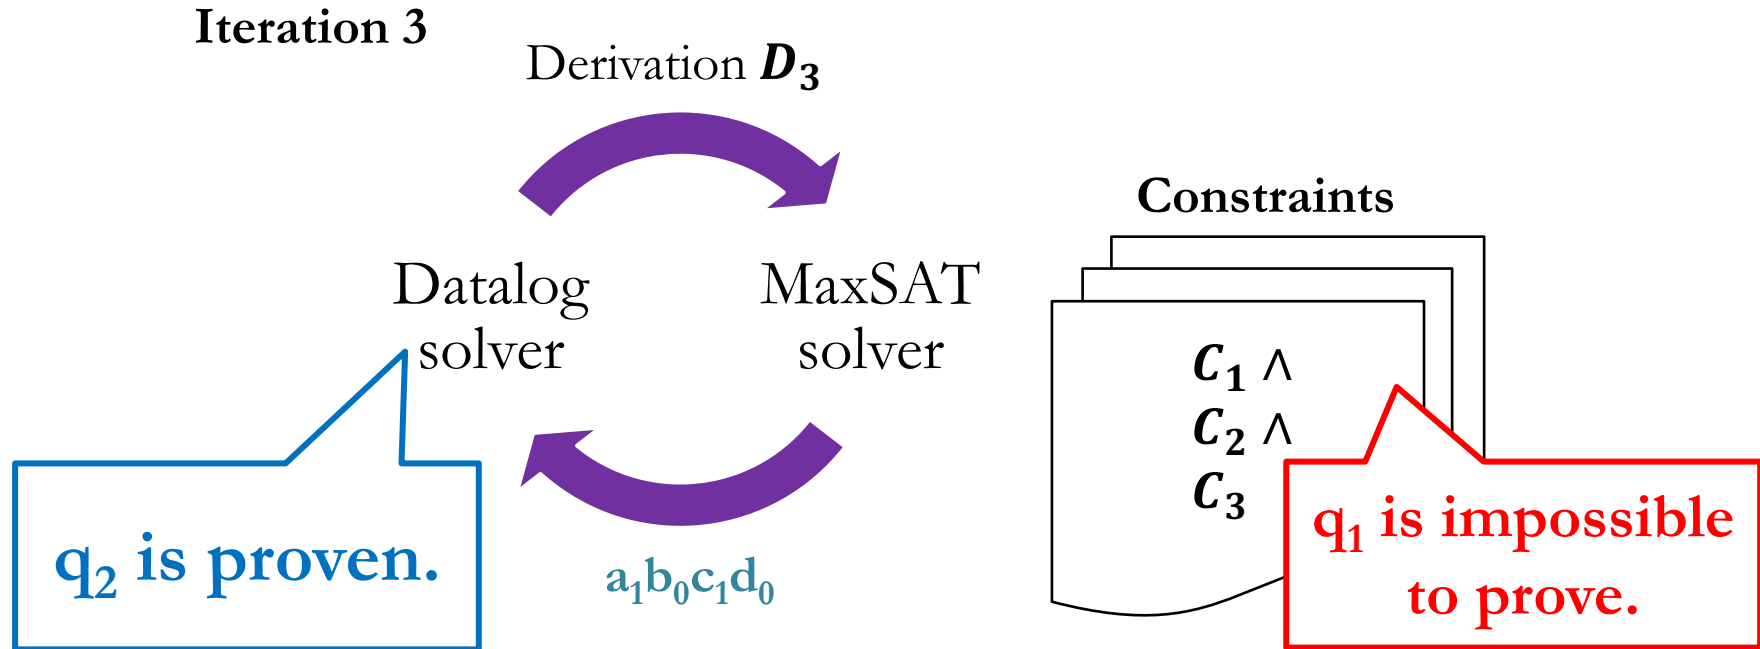 Iteration 3
Derivation D₃
Constraints
Datalog
solver
MaxSAT
solver
C₁ ∧
C₂ ∧
C₃
q₂ is proven.
a₁b₀c₁d₀
q₁ is impossible
to prove.